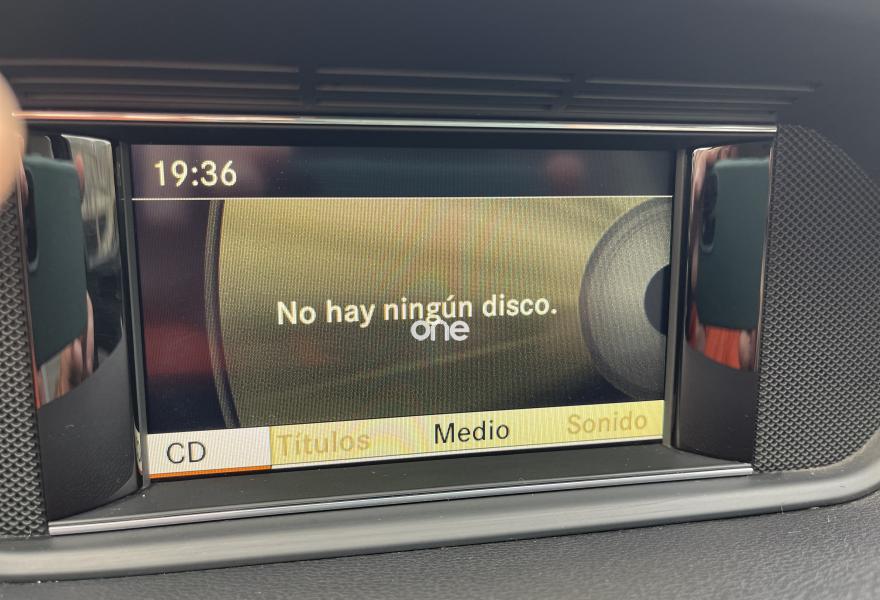 19:36
No hay ningún disco.
one
CD Títulos Medio Sonido